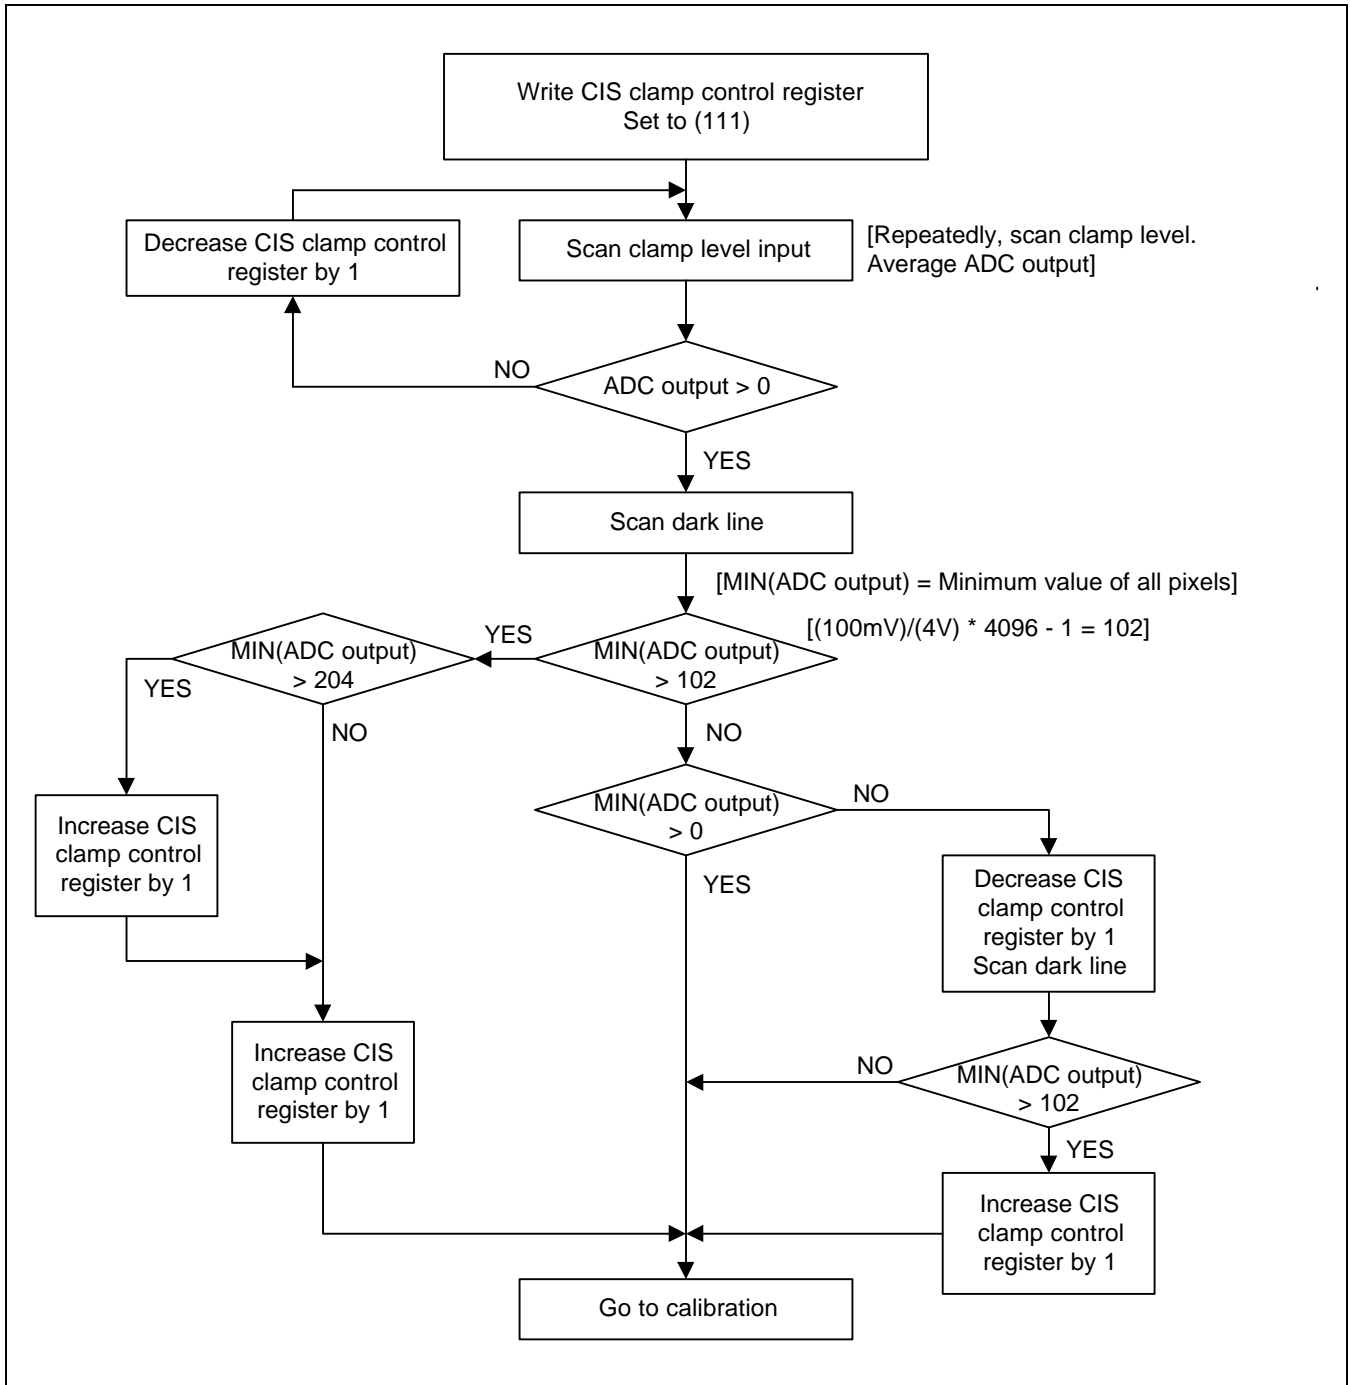 Write CIS clamp control register
Set to (111)
Decrease CIS clamp control
register by 1
Scan clamp level input
[Repeatedly, scan clamp level.
Average ADC output]
NO
ADC output > 0
YES
Scan dark line
[MIN(ADC output) = Minimum value of all pixels]
[(100mV)/(4V) * 4096 - 1 = 102]
YES
MIN(ADC output)
> 204
MIN(ADC output)
> 102
YES
NO
NO
MIN(ADC output)
> 0
NO
Increase CIS
clamp control
register by 1
YES
Decrease CIS
clamp control
register by 1
Scan dark line
Increase CIS
clamp control
register by 1
NO
MIN(ADC output)
> 102
YES
Increase CIS
clamp control
register by 1
Go to calibration